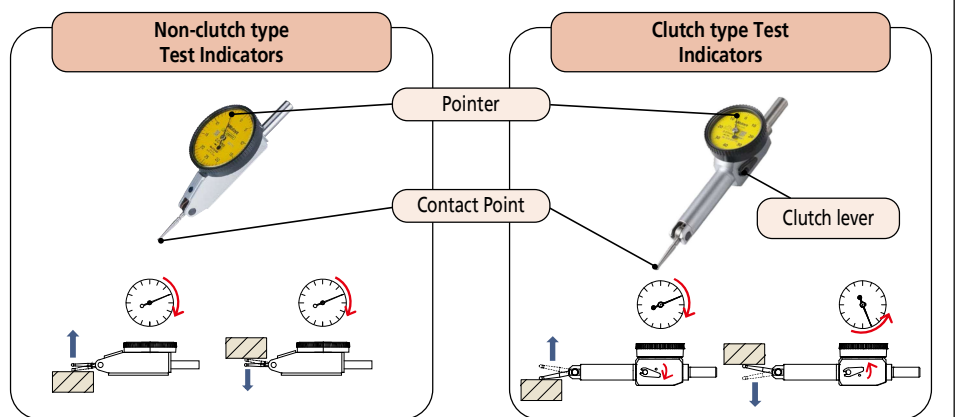 Non-clutch type
Test Indicators
Clutch type Test
Indicators
Pointer
Contact Point
Clutch lever